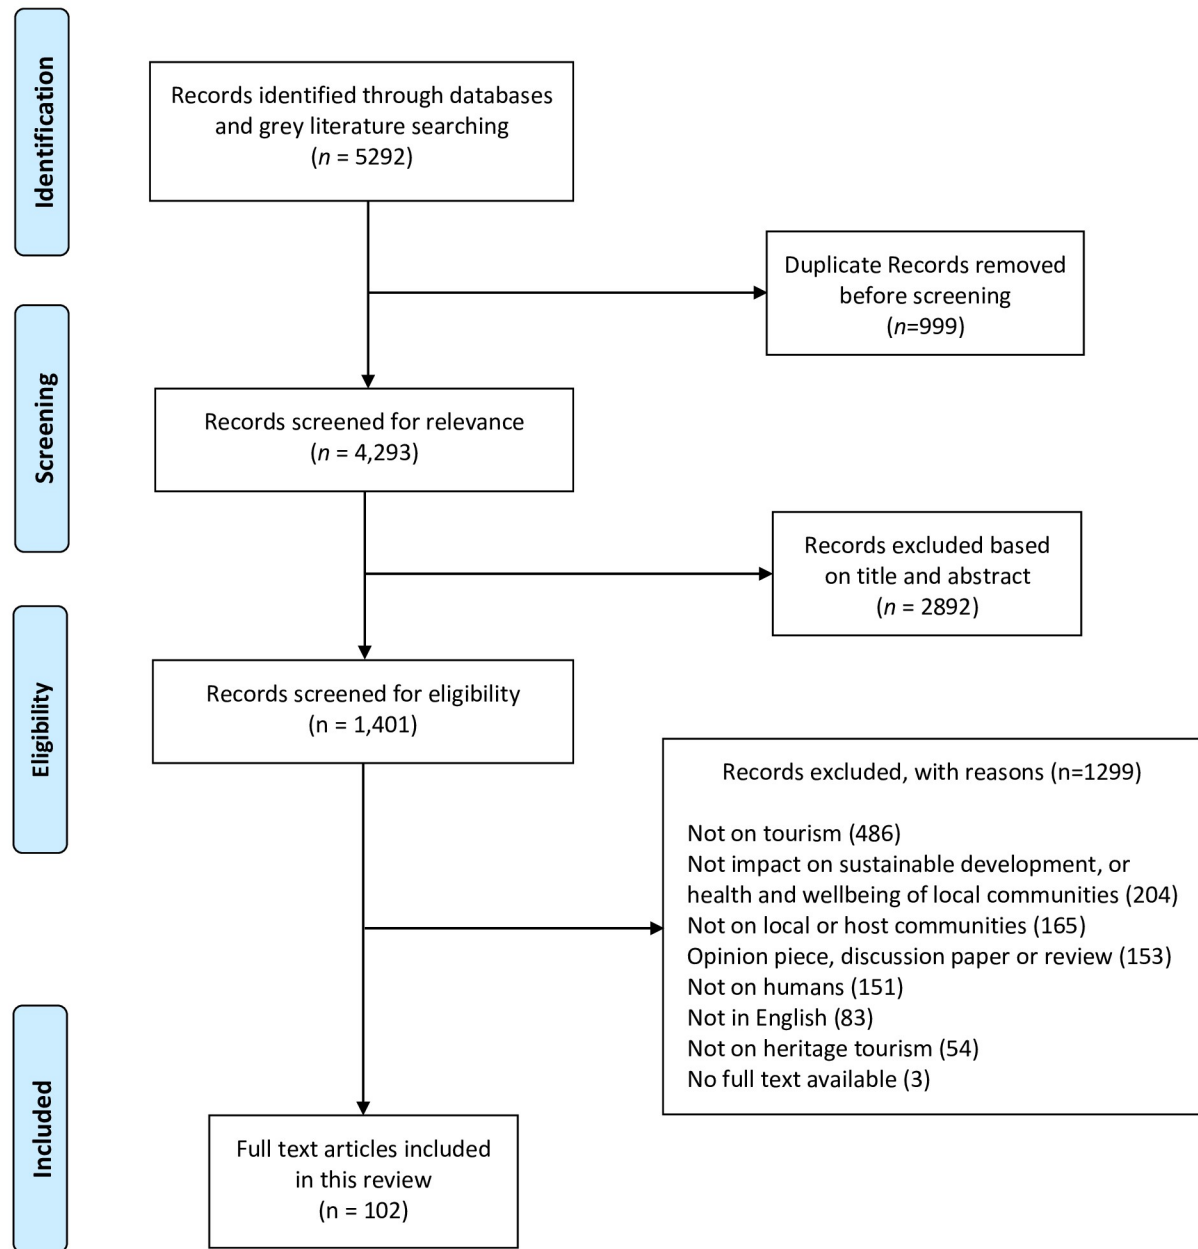 Identification
Records identified through databases
and grey literature searching
(n = 5292)
Duplicate Records removed
before screening
(n=999)
Screening
Records screened for relevance
(n = 4,293)
Records excluded based
on title and abstract
(n = 2892)
Eligibility
Records screened for eligibility
(n = 1,401)
Records excluded, with reasons (n=1299)
Not on tourism (486)
Not impact on sustainable development, or
health and wellbeing of local communities (204)
Not on local or host communities (165)
Opinion piece, discussion paper or review (153)
Not on humans (151)
Not in English (83)
Not on heritage tourism (54)
No full text available (3)
Included
Full text articles included
in this review
(n = 102)